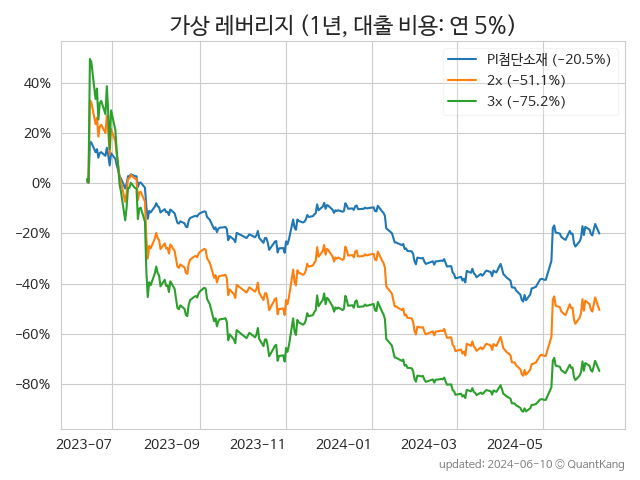 가상 레버리지 (1년, 대출 비용: 연 5%)
PI첨단소재 (−20.5%)
2x (−51.1%)
3x (−75.2%)
40%
20%
0%
−20%
−40%
−60%
−80%
2023-07
2023-09
2023-11
2024-01
2024-03
2024-05
updated: 2024-06-10 © QuantKang